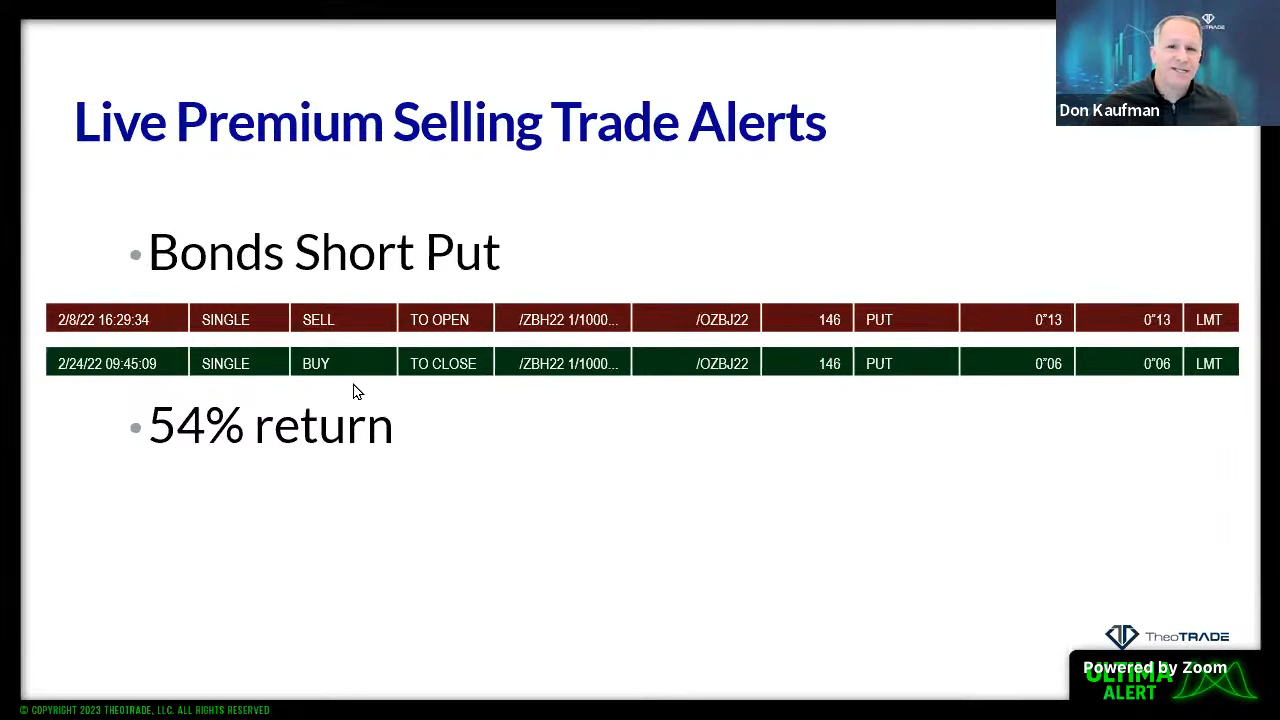 TRADE
Don Kaufman
Live Premium Selling Trade Alerts
• Bonds Short Put
2/8/22 16:29:34 SINGLE SELL TO OPEN /ZBH22 1/1000... /OZBJ22 146 PUT 0"13 0"13 LMT
2/24/22 09:45:09 SINGLE BUY TO CLOSE /ZBH22 1/1000... /OZBJ22 146 PUT 0"06 0"06 LMT
• 54% return
TheoTRADE
Powered by Zoom
ULTIMA
ALERT
© COPYRIGHT 2023 THEOTRADE, LLC. ALL RIGHTS RESERVED